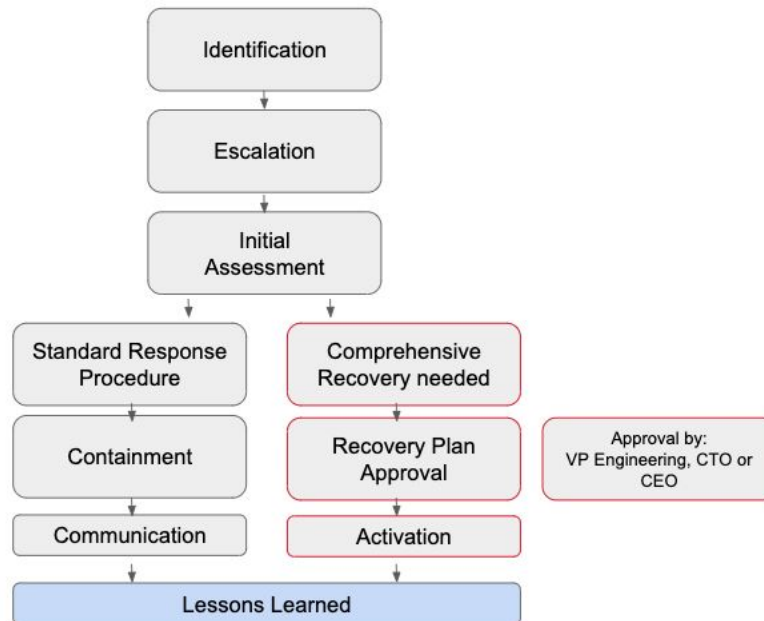 Identification
Escalation
Initial
Assessment
Standard Response
Procedure
Comprehensive
Recovery needed
Containment
Recovery Plan
Approval
Approval by:
VP Engineering, CTO or
CEO
Communication
Activation
Lessons Learned